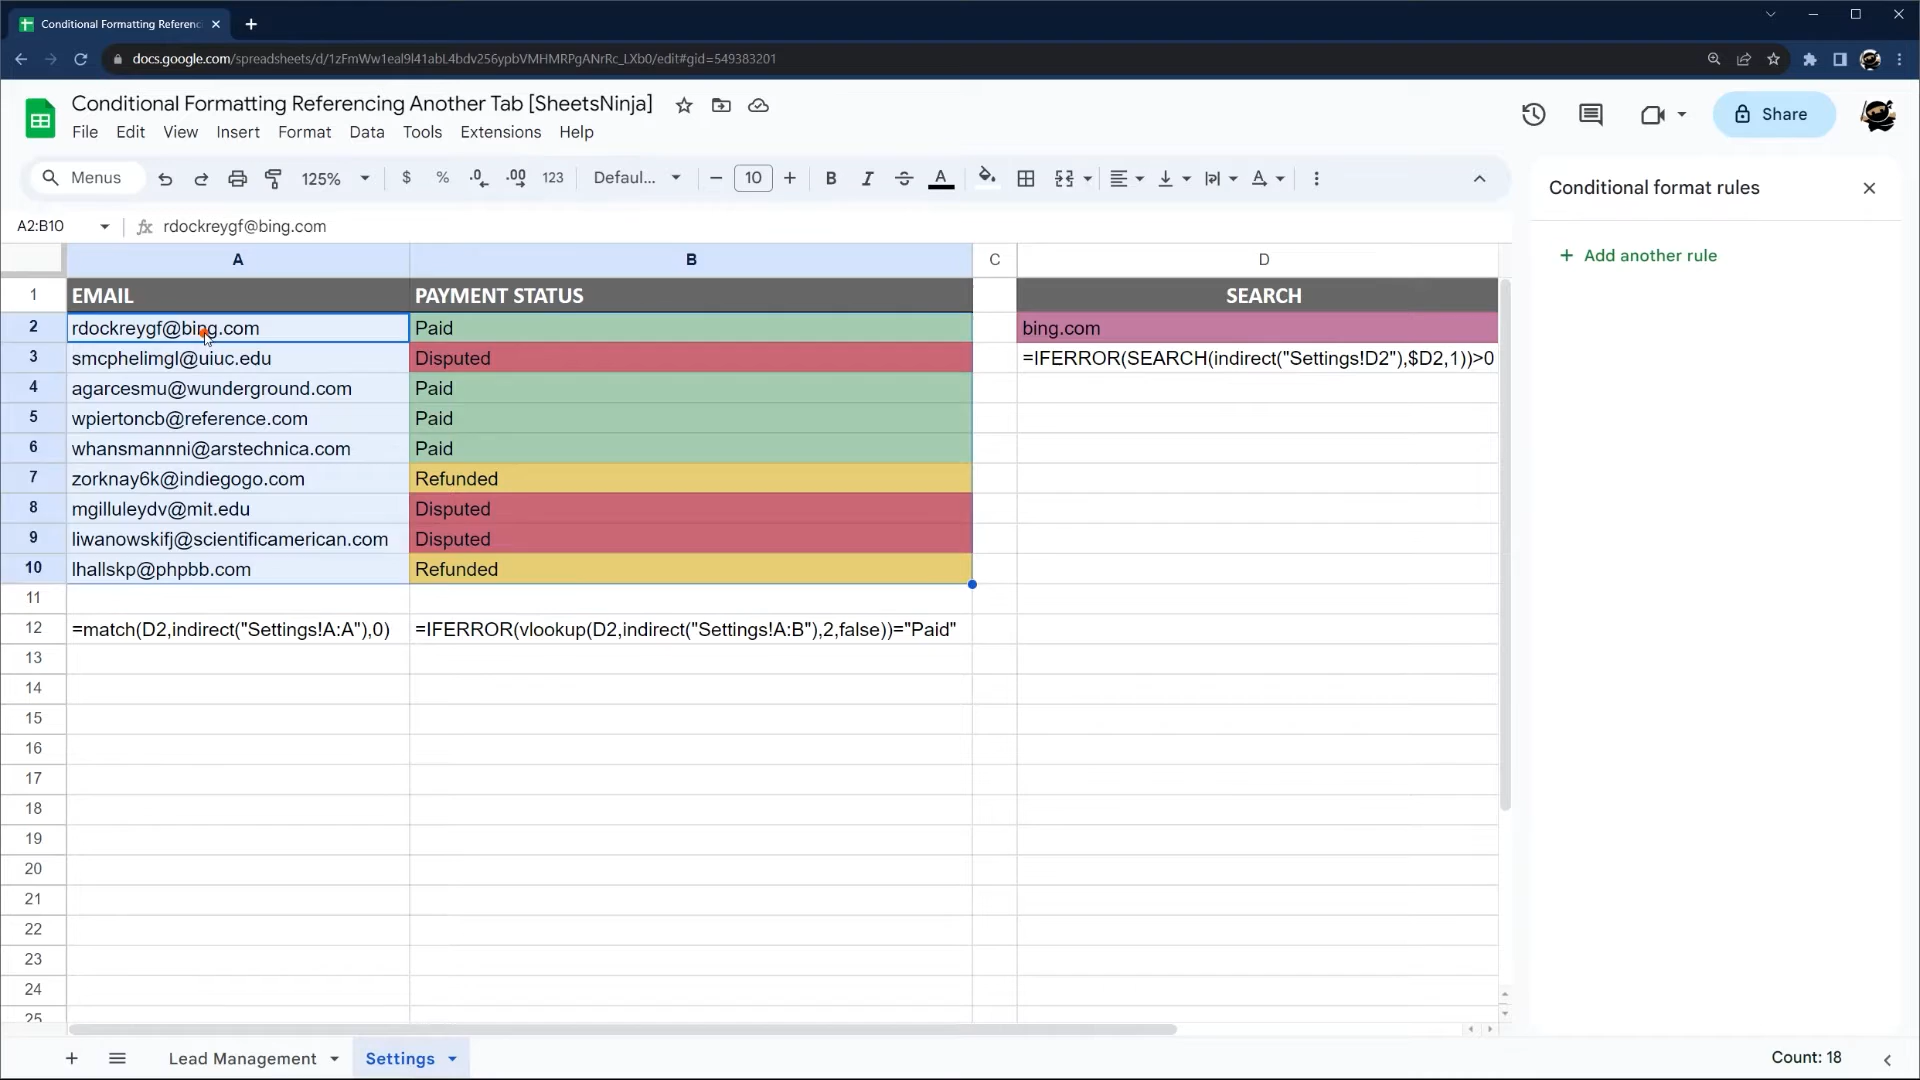 Conditional Formatting Referenc
docs.google.com/spreadsheets/d/1zFmWw1eal9l41abL4bdv256ypbVMHMRPgANrRc_LXb0/edit#gid=549383201
Conditional Formatting Referencing Another Tab [SheetsNinja]
File Edit View Insert Format Data Tools Extensions Help
Share
Menus 125% $ % .0 .00 123 Defaul... 10 B I S A
Conditional format rules
A2:B10 fx rdockreygf@bing.com
Add another rule
A B C D
1 EMAIL PAYMENT STATUS SEARCH
2 rdockreygf@bing.com Paid bing.com
3 smcphelimgl@uiuc.edu Disputed =IFERROR(SEARCH(indirect("Settings!D2"),$D2,1))>0
4 agarcesmu@wunderground.com Paid
5 wpiertoncb@reference.com Paid
6 whansmannni@arstechnica.com Paid
7 zorknay6k@indiegogo.com Refunded
8 mgilluleydv@mit.edu Disputed
9 liwanowskifj@scientificamerican.com Disputed
10 lhallskp@phpbb.com Refunded
11
12 =match(D2,indirect("Settings!A:A"),0) =IFERROR(vlookup(D2,indirect("Settings!A:B"),2,false))="Paid"
13
14
15
16
17
18
19
20
21
22
23
24
25
Lead Management Settings Count: 18